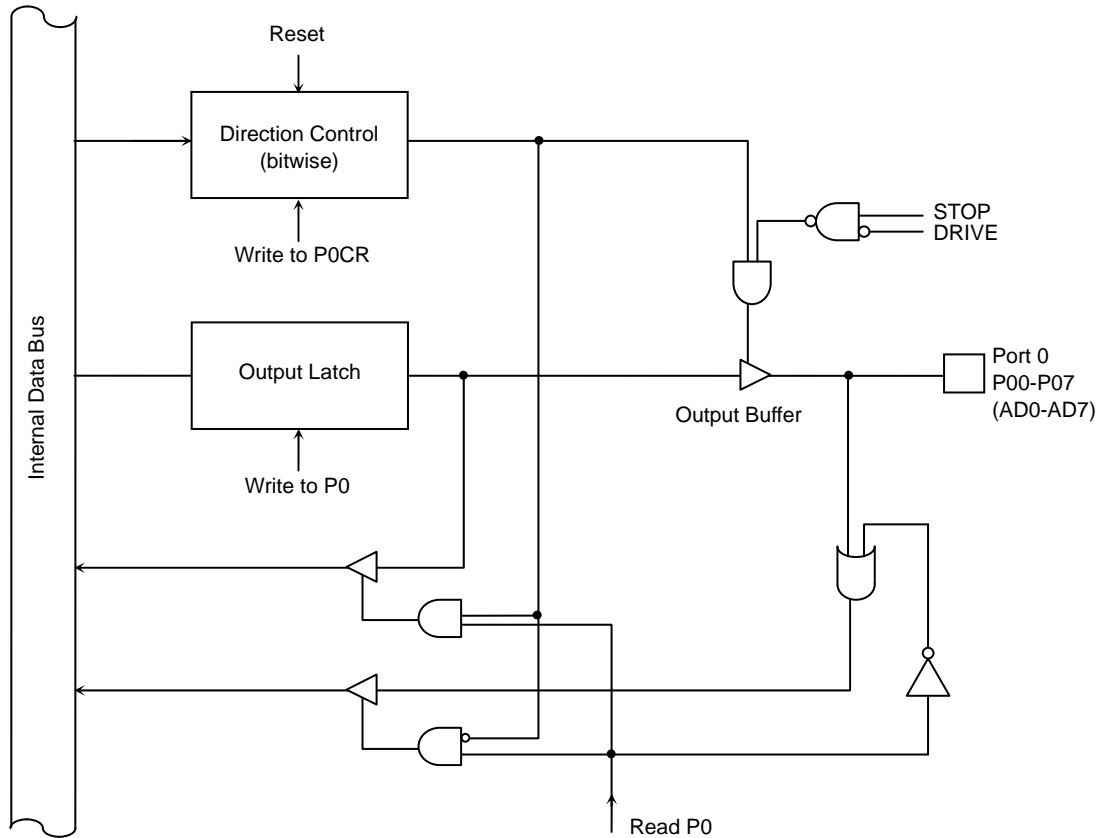 Reset
Direction Control
(bitwise)
Write to P0CR
STOP
DRIVE
Internal Data Bus
Output Latch
Write to P0
Output Buffer
Port 0
P00-P07
(AD0-AD7)
Read P0